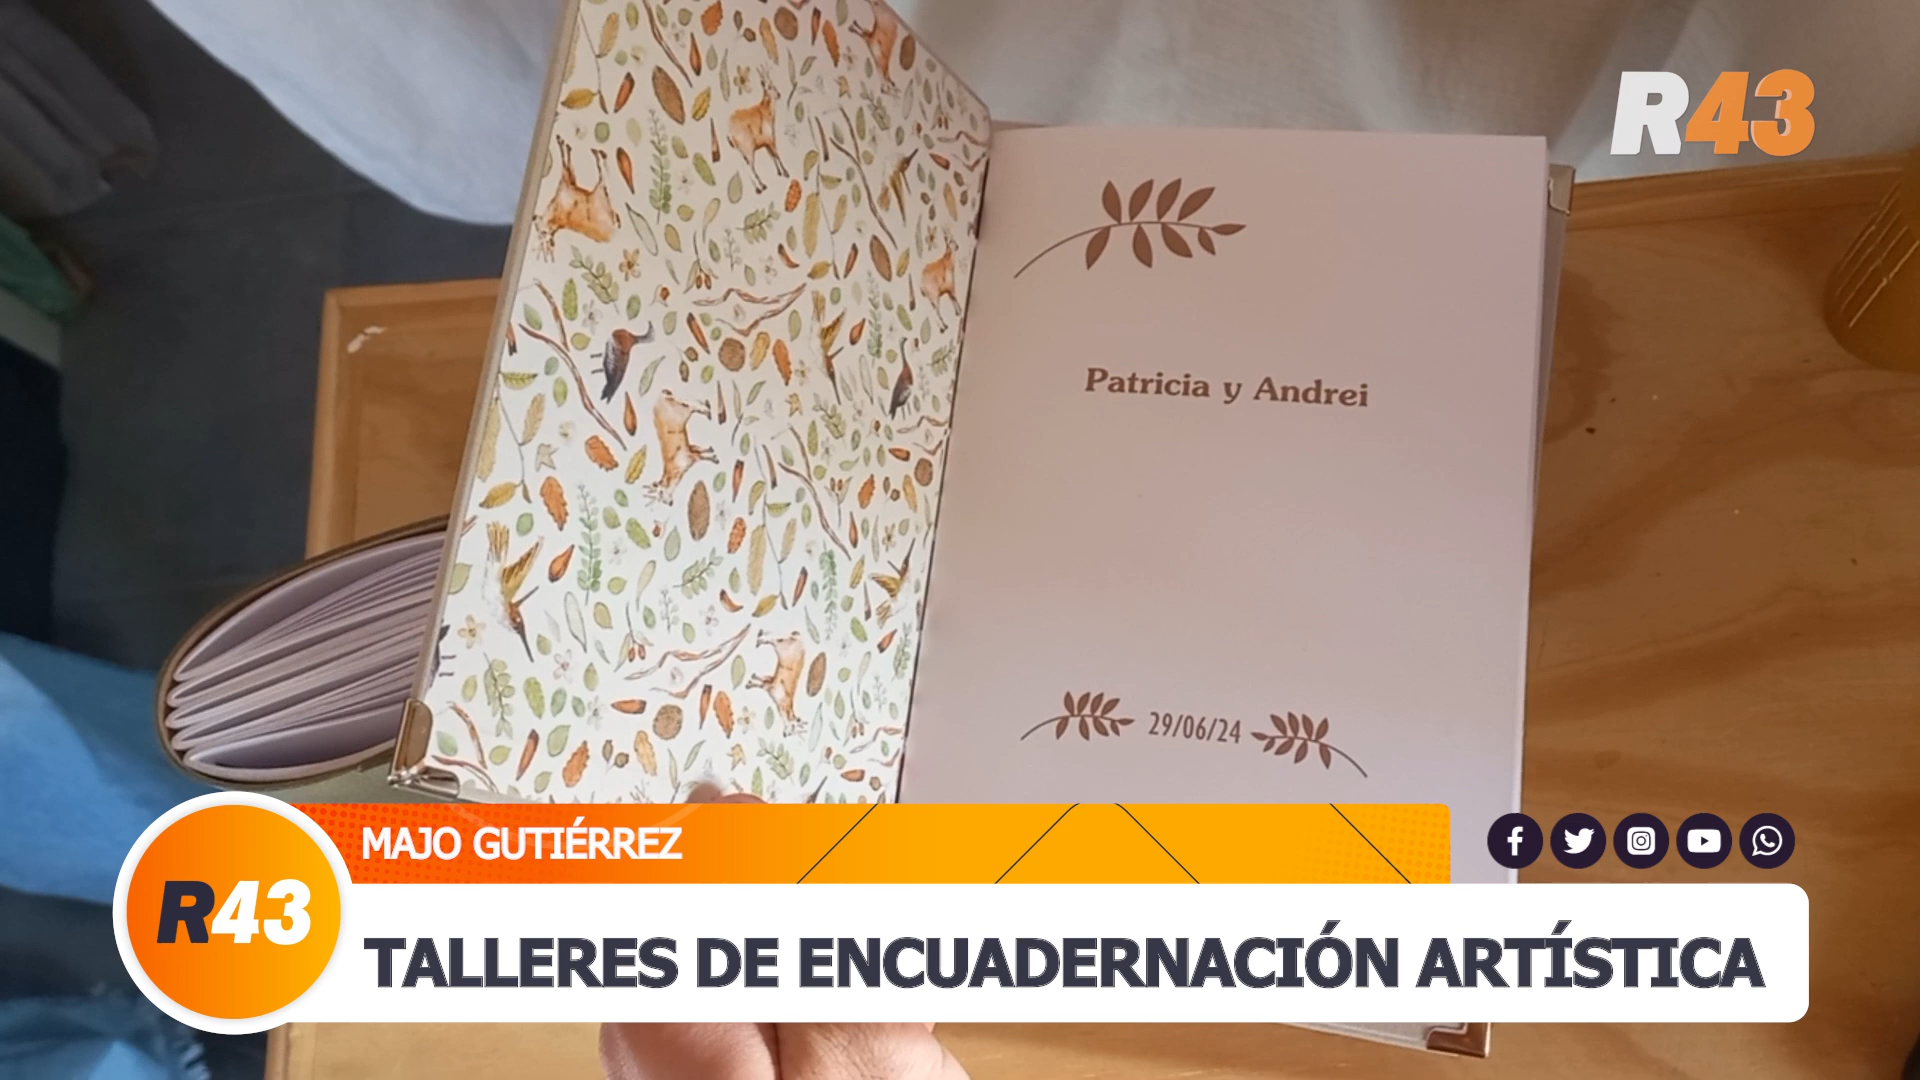 R43
Patricia y Andrei
29/06/24
MAJO GUTIÉRREZ
R43
TALLERES DE ENCUADERNACIÓN ARTÍSTICA